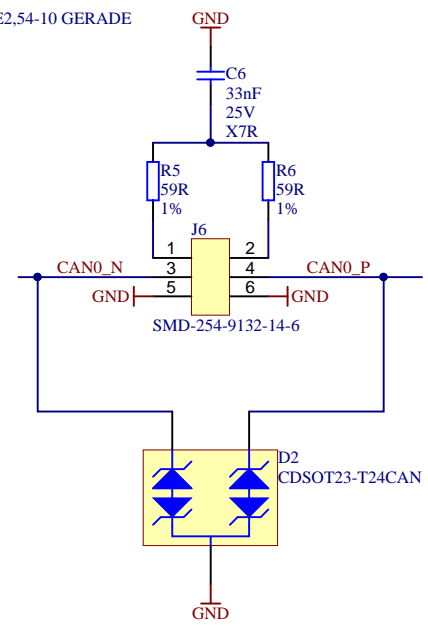 E2,54-10 GERADE
GND
C6
33nF
25V
X7R
R5
59R
1%
R6
59R
1%
J6
1
2
CAN0_N
3
4
CAN0_P
GND
5
6
GND
SMD-254-9132-14-6
D2
CDSOT23-T24CAN
GND